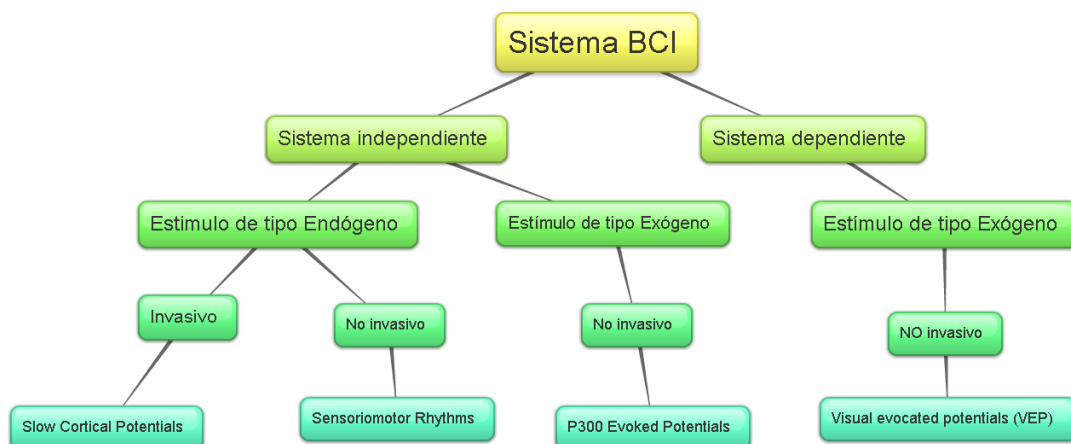 Sistema BCI
Sistema independiente
Sistema dependiente
Estimulo de tipo Endógeno
Estímulo de tipo Exógeno
Estímulo de tipo Exógeno
Invasivo
No invasivo
No invasivo
NO invasivo
Slow Cortical Potentials
Sensoriomotor Rhythms
P300 Evoked Potentials
Visual evocated potentials (VEP)